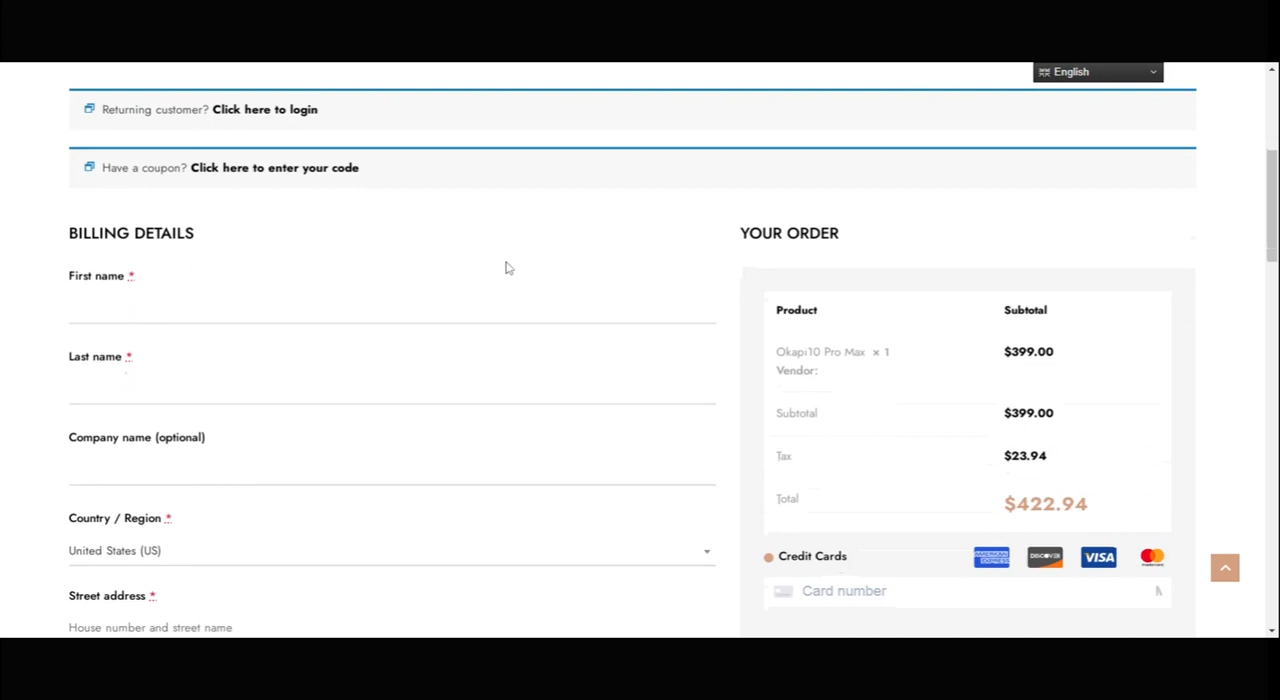 English
Returning customer? Click here to login
Have a coupon? Click here to enter your code
BILLING DETAILS
First name *
Last name *
Company name (optional)
Country / Region *
United States (US)
Street address *
House number and street name
YOUR ORDER
Product Subtotal
Okapi10 Pro Max × 1 $399.00
Vendor:
Subtotal $399.00
Tax $23.94
Total $422.94
Credit Cards AMERICAN EXPRESS DISCOVER VISA mastercard
Card number M